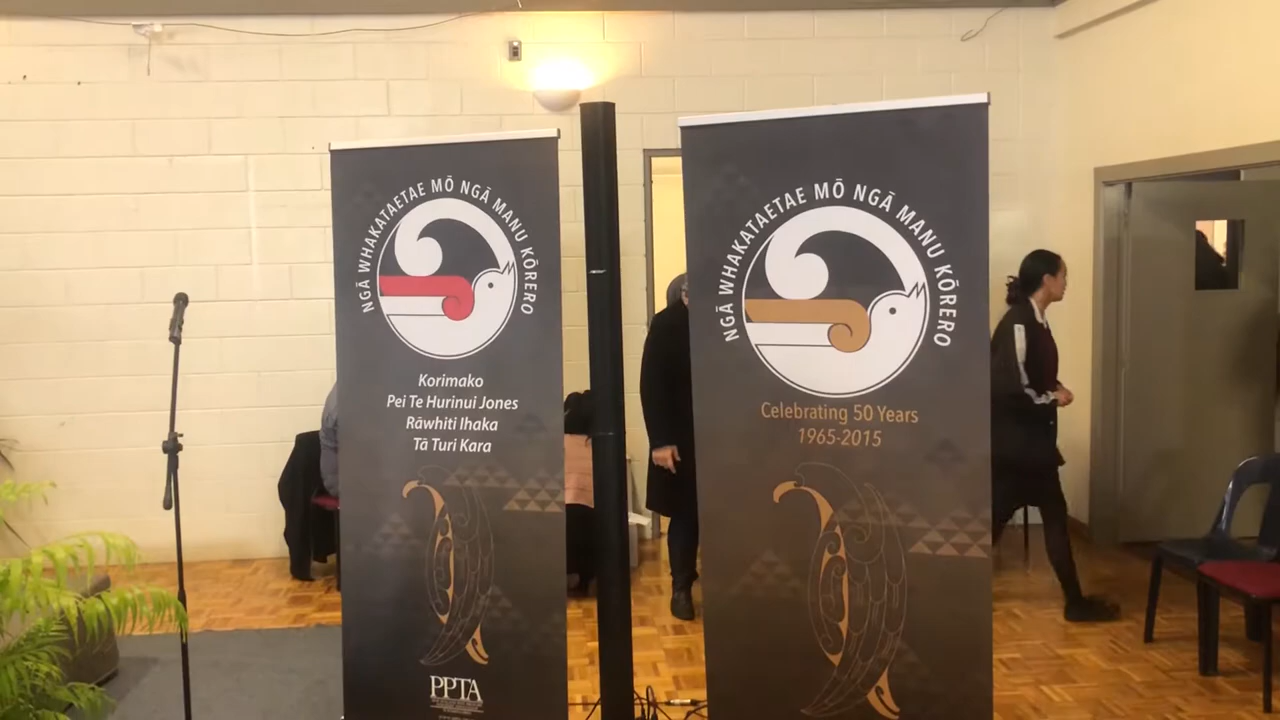 NGĀ WHAKATAETAE MŌ NGĀ MANU KŌRERO
Korimako
Pei Te Hurinui Jones
Rāwhiti Ihaka
Tā Turi Kara
PPTA
NGĀ WHAKATAETAE MŌ NGĀ MANU KŌRERO
Celebrating 50 Years
1965-2015